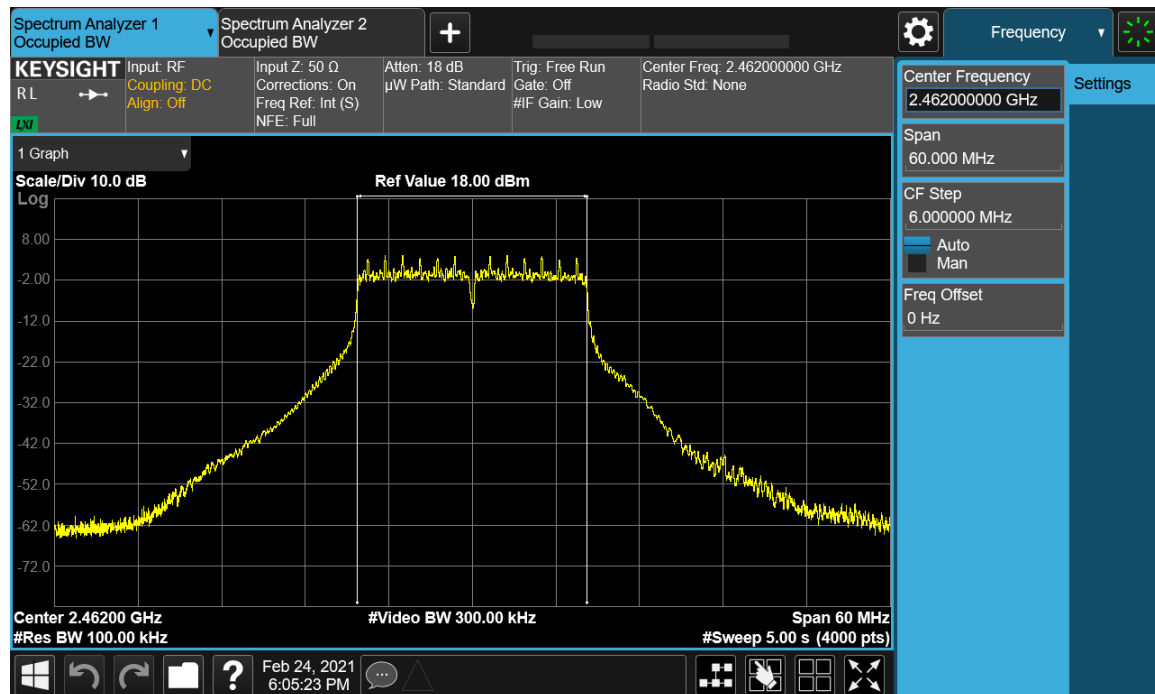 Spectrum Analyzer 1
Occupied BW
Spectrum Analyzer 2
Occupied BW
+
Frequency
KEYSIGHT
R L
LXI
Input: RF
Coupling: DC
Align: Off
Input Z: 50 Ω
Corrections: On
Freq Ref: Int (S)
NFE: Full
Atten: 18 dB
µW Path: Standard
Trig: Free Run
Gate: Off
#IF Gain: Low
Center Freq: 2.462000000 GHz
Radio Std: None
Center Frequency
2.462000000 GHz
Settings
Span
60.000 MHz
CF Step
6.000000 MHz
Auto
Man
Freq Offset
0 Hz
1 Graph
Scale/Div 10.0 dB
Ref Value 18.00 dBm
Log
8.00
-2.00
-12.0
-22.0
-32.0
-42.0
-52.0
-62.0
-72.0
Center 2.46200 GHz
#Video BW 300.00 kHz
Span 60 MHz
#Res BW 100.00 kHz
#Sweep 5.00 s (4000 pts)
?
Feb 24, 2021
6:05:23 PM